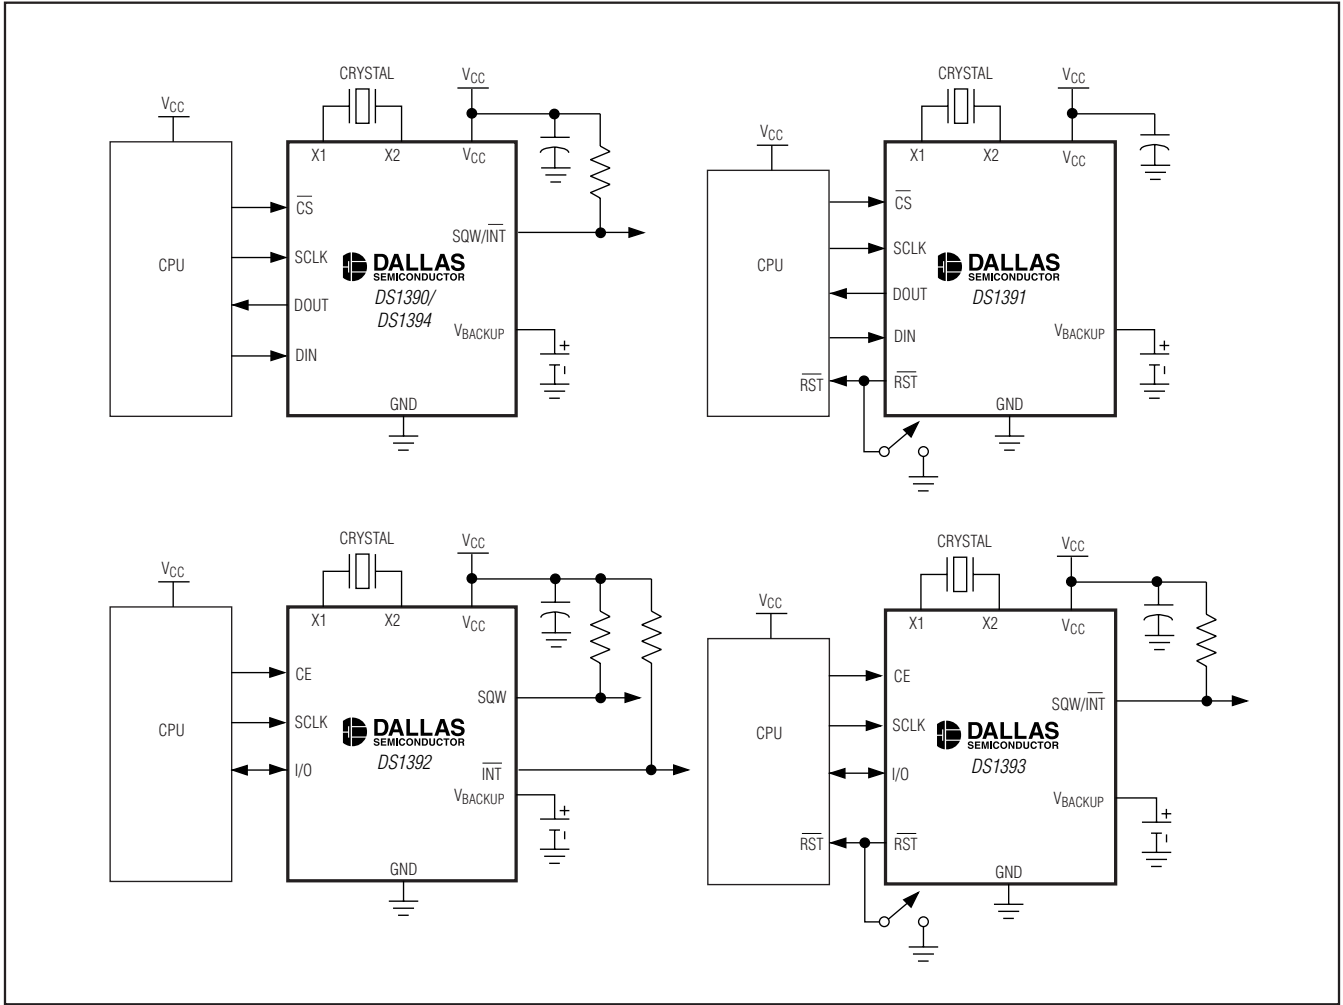 CRYSTAL
VCC
VCC
X1 X2 VCC
CPU
CS
SCLK
DOUT
DIN
SQW/INT
DALLAS
SEMICONDUCTOR
DS1390/
DS1394
VBACKUP
+
–
GND
CRYSTAL
VCC
VCC
X1 X2 VCC
CPU
CS
SCLK
DOUT
DIN
RST
RST
DALLAS
SEMICONDUCTOR
DS1391
VBACKUP
+
–
GND
CRYSTAL
VCC
VCC
X1 X2 VCC
CPU
CE
SCLK
I/O
SQW
DALLAS
SEMICONDUCTOR
DS1392
INT
VBACKUP
+
–
GND
CRYSTAL
VCC
VCC
X1 X2 VCC
CPU
CE
SCLK
I/O
RST
RST
SQW/INT
DALLAS
SEMICONDUCTOR
DS1393
VBACKUP
+
–
GND